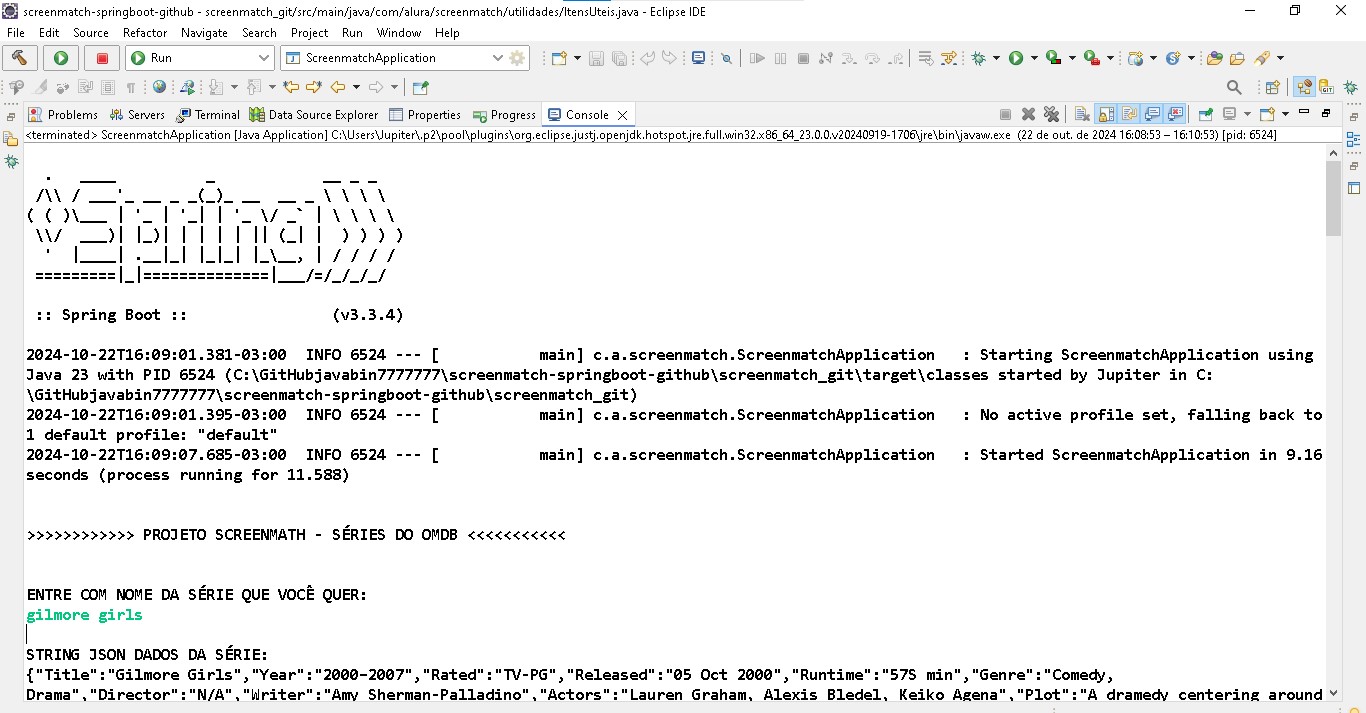 screenmatch-springboot-github - screenmatch_git/src/main/java/com/alura/screenmatch/utilidades/ItensUteis.java - Eclipse IDE
File Edit Source Refactor Navigate Search Project Run Window Help
Run ScreenmatchApplication
Problems Servers Terminal Data Source Explorer Properties Progress Console
<terminated> ScreenmatchApplication [Java Application] C:\Users\Jupiter\.p2\pool\plugins\org.eclipse.justj.openjdk.hotspot.jre.full.win32.x86_64_23.0.0.v20240919-1706\jre\bin\javaw.exe (22 de out. de 2024 16:08:53 – 16:10:53) [pid: 6524]
  .   ____          _            __ _ _
 /\\ / ___'_ __ _ _(_)_ __  __ _ \ \ \ \
( ( )\___ | '_ | '_| | '_ \/ _` | \ \ \ \
 \\/  ___)| |_)| | | | | || (_| |  ) ) ) )
  '  |____| .__|_| |_|_| |_\__, | / / / /
 =========|_|==============|___/=/_/_/_/
 :: Spring Boot ::                (v3.3.4)
2024-10-22T16:09:01.381-03:00  INFO 6524 --- [           main] c.a.screenmatch.ScreenmatchApplication   : Starting ScreenmatchApplication using
Java 23 with PID 6524 (C:\GitHubjavabin7777777\screenmatch-springboot-github\screenmatch_git\target\classes started by Jupiter in C:
\GitHubjavabin7777777\screenmatch-springboot-github\screenmatch_git)
2024-10-22T16:09:01.395-03:00  INFO 6524 --- [           main] c.a.screenmatch.ScreenmatchApplication   : No active profile set, falling back to
1 default profile: "default"
2024-10-22T16:09:07.685-03:00  INFO 6524 --- [           main] c.a.screenmatch.ScreenmatchApplication   : Started ScreenmatchApplication in 9.16
seconds (process running for 11.588)
>>>>>>>>>>>> PROJETO SCREENMATH - SÉRIES DO OMDB <<<<<<<<<<<
ENTRE COM NOME DA SÉRIE QUE VOCÊ QUER:
gilmore girls
STRING JSON DADOS DA SÉRIE:
{"Title":"Gilmore Girls","Year":"2000–2007","Rated":"TV-PG","Released":"05 Oct 2000","Runtime":"57S min","Genre":"Comedy,
Drama","Director":"N/A","Writer":"Amy Sherman-Palladino","Actors":"Lauren Graham, Alexis Bledel, Keiko Agena","Plot":"A dramedy centering around